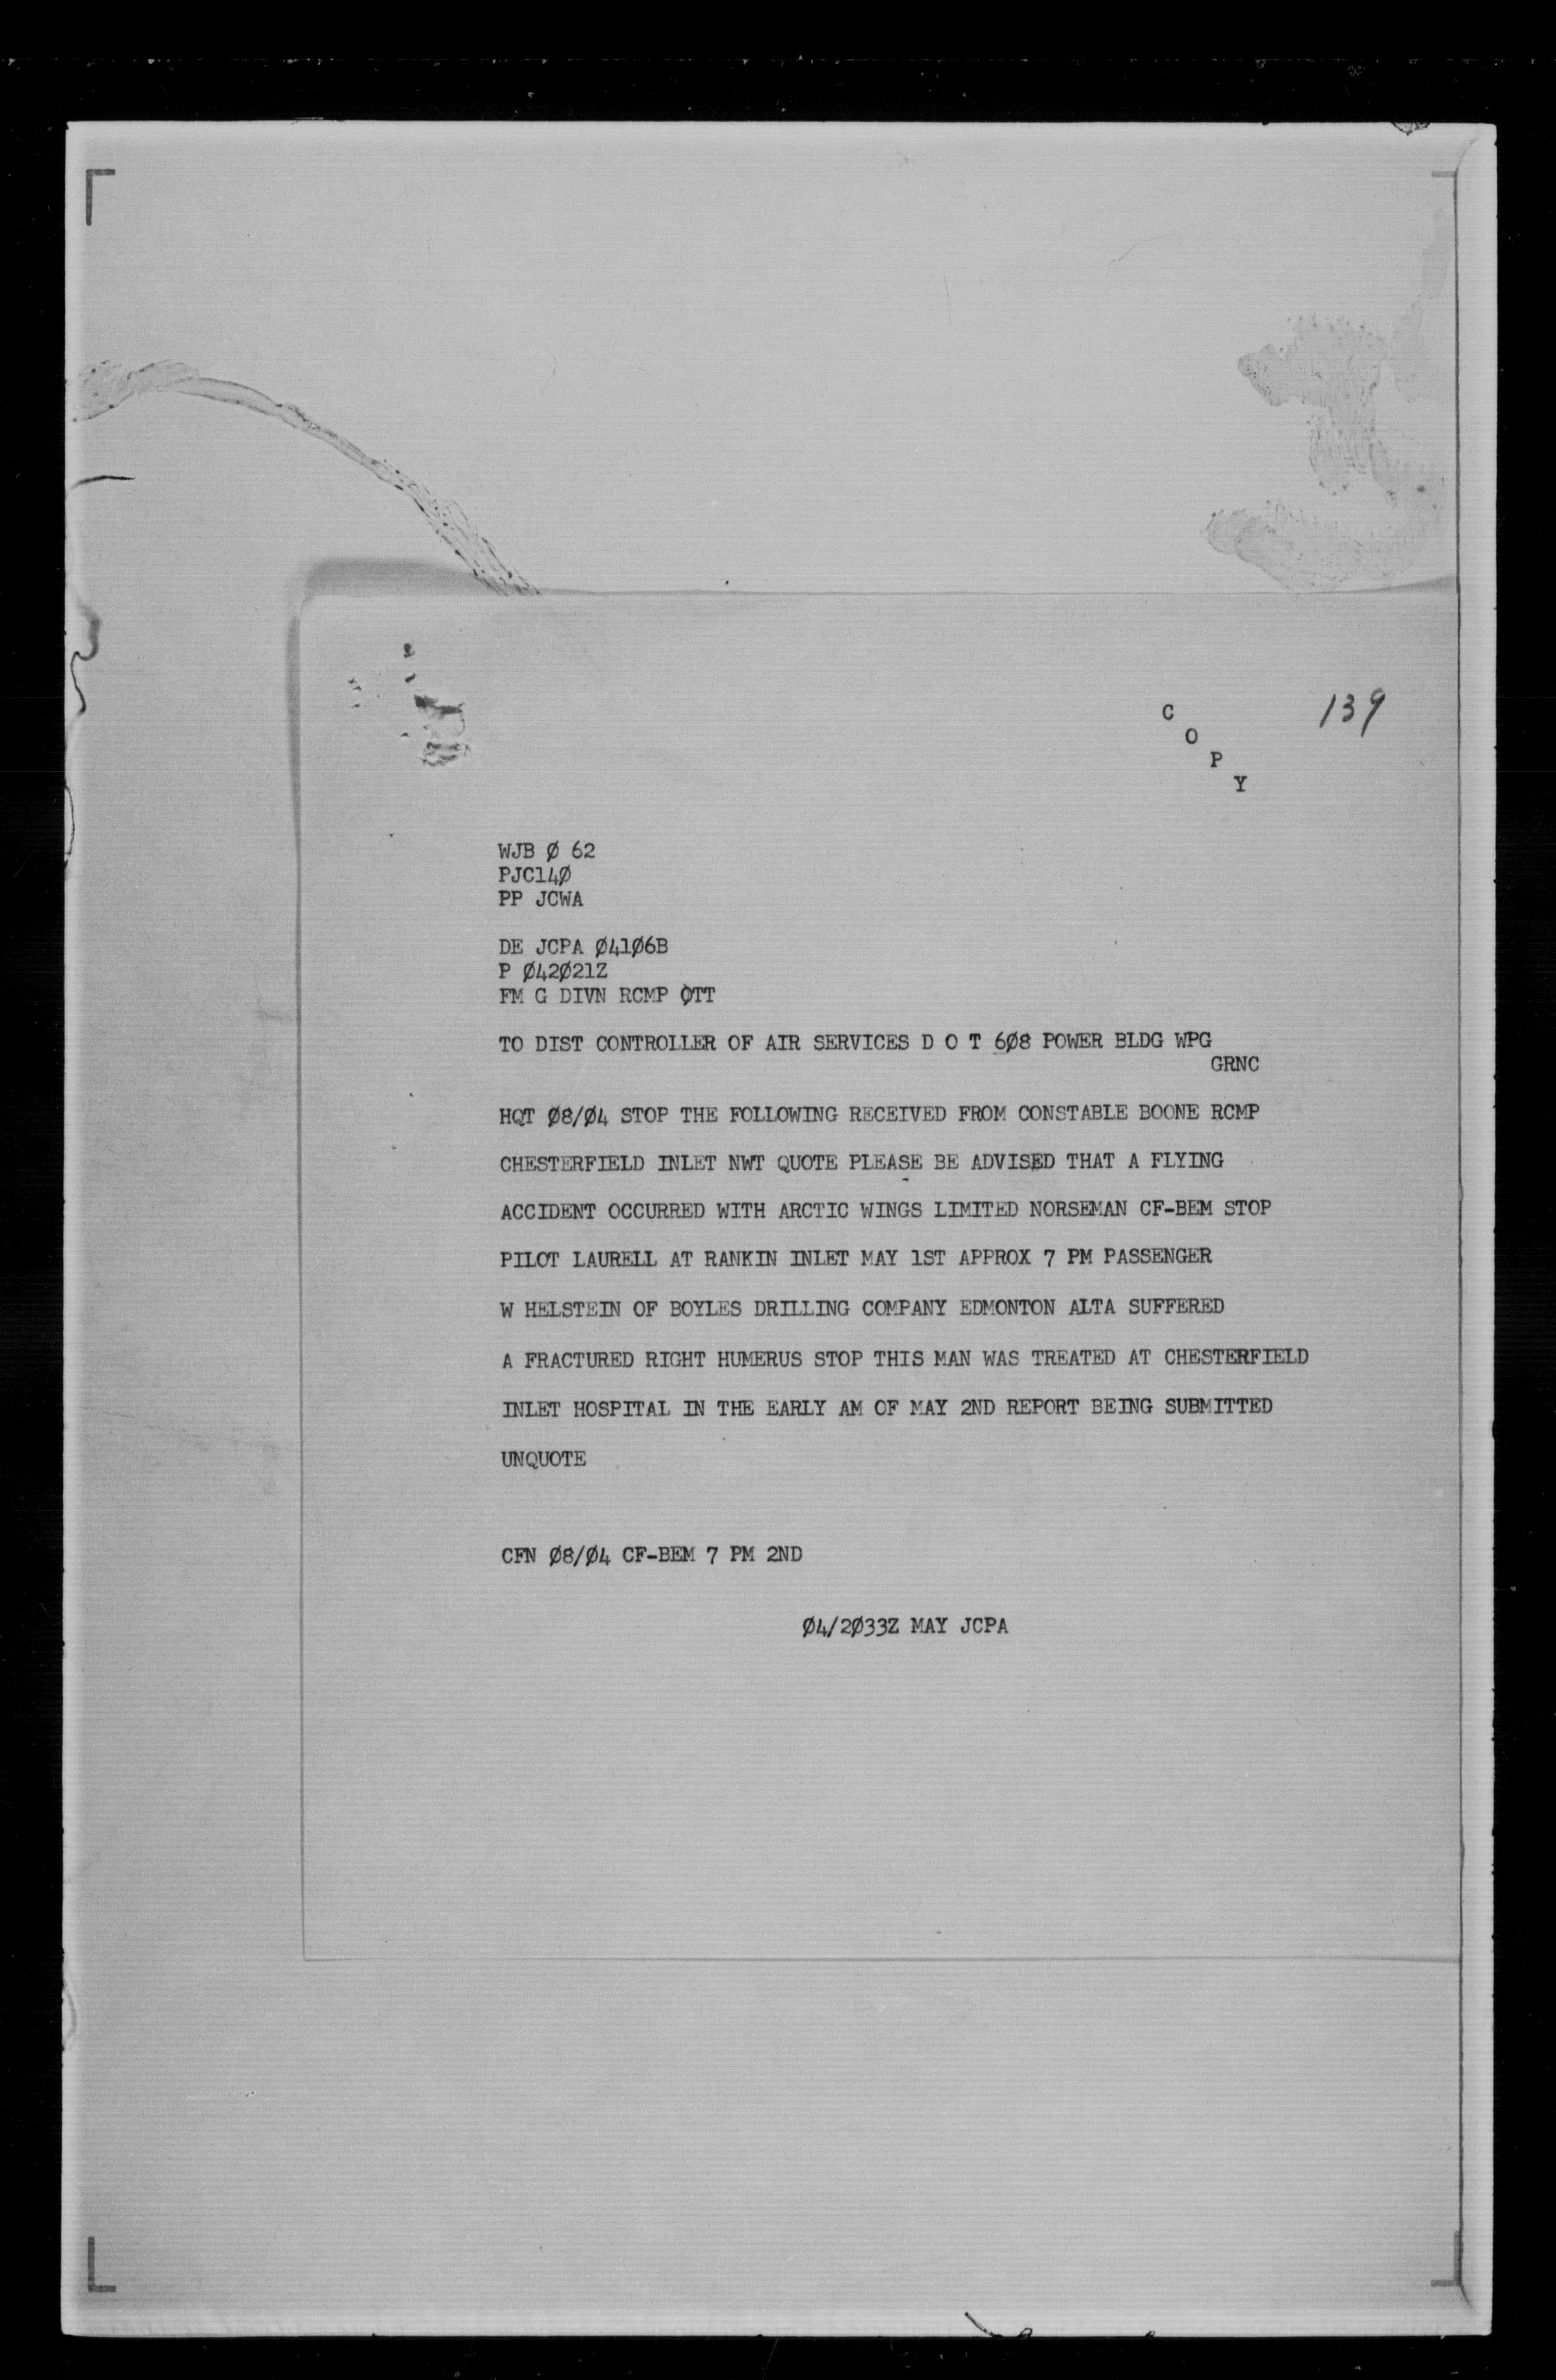 139
C
O
P
Y
WJB Ø 62
PJC14Ø
PP JCWA
DE JCPA Ø41Ø6B
P Ø42Ø21Z
FM G DIVN RCMP ØTT
TO DIST CONTROLLER OF AIR SERVICES D O T 6Ø8 POWER BLDG WPG
GRNC
HQT Ø8/Ø4 STOP THE FOLLOWING RECEIVED FROM CONSTABLE BOONE RCMP
CHESTERFIELD INLET NWT QUOTE PLEASE BE ADVISED THAT A FLYING
ACCIDENT OCCURRED WITH ARCTIC WINGS LIMITED NORSEMAN CF-BEM STOP
PILOT LAURELL AT RANKIN INLET MAY 1ST APPROX 7 PM PASSENGER
W HELSTEIN OF BOYLES DRILLING COMPANY EDMONTON ALTA SUFFERED
A FRACTURED RIGHT HUMERUS STOP THIS MAN WAS TREATED AT CHESTERFIELD
INLET HOSPITAL IN THE EARLY AM OF MAY 2ND REPORT BEING SUBMITTED
UNQUOTE
CFN Ø8/Ø4 CF-BEM 7 PM 2ND
Ø4/2Ø33Z MAY JCPA